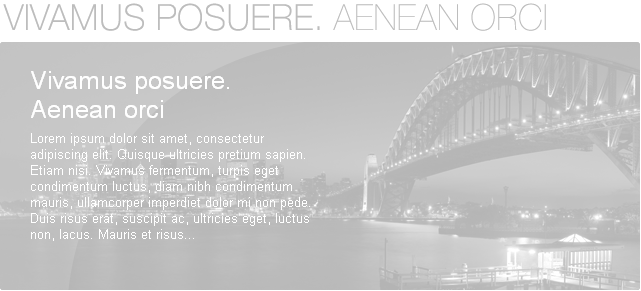 VIVAMUS POSUERE. AENEAN ORCI
Vivamus posuere.
Aenean orci
Lorem ipsum dolor sit amet, consectetur
adipiscing elit. Quisque ultricies pretium sapien.
Etiam nisi. Vivamus fermentum, turpis eget
condimentum luctus, diam nibh condimentum
mauris, ullamcorper imperdiet dolor mi non pede.
Duis risus erat, suscipit ac, ultricies eget, luctus
non, lacus. Mauris et risus...